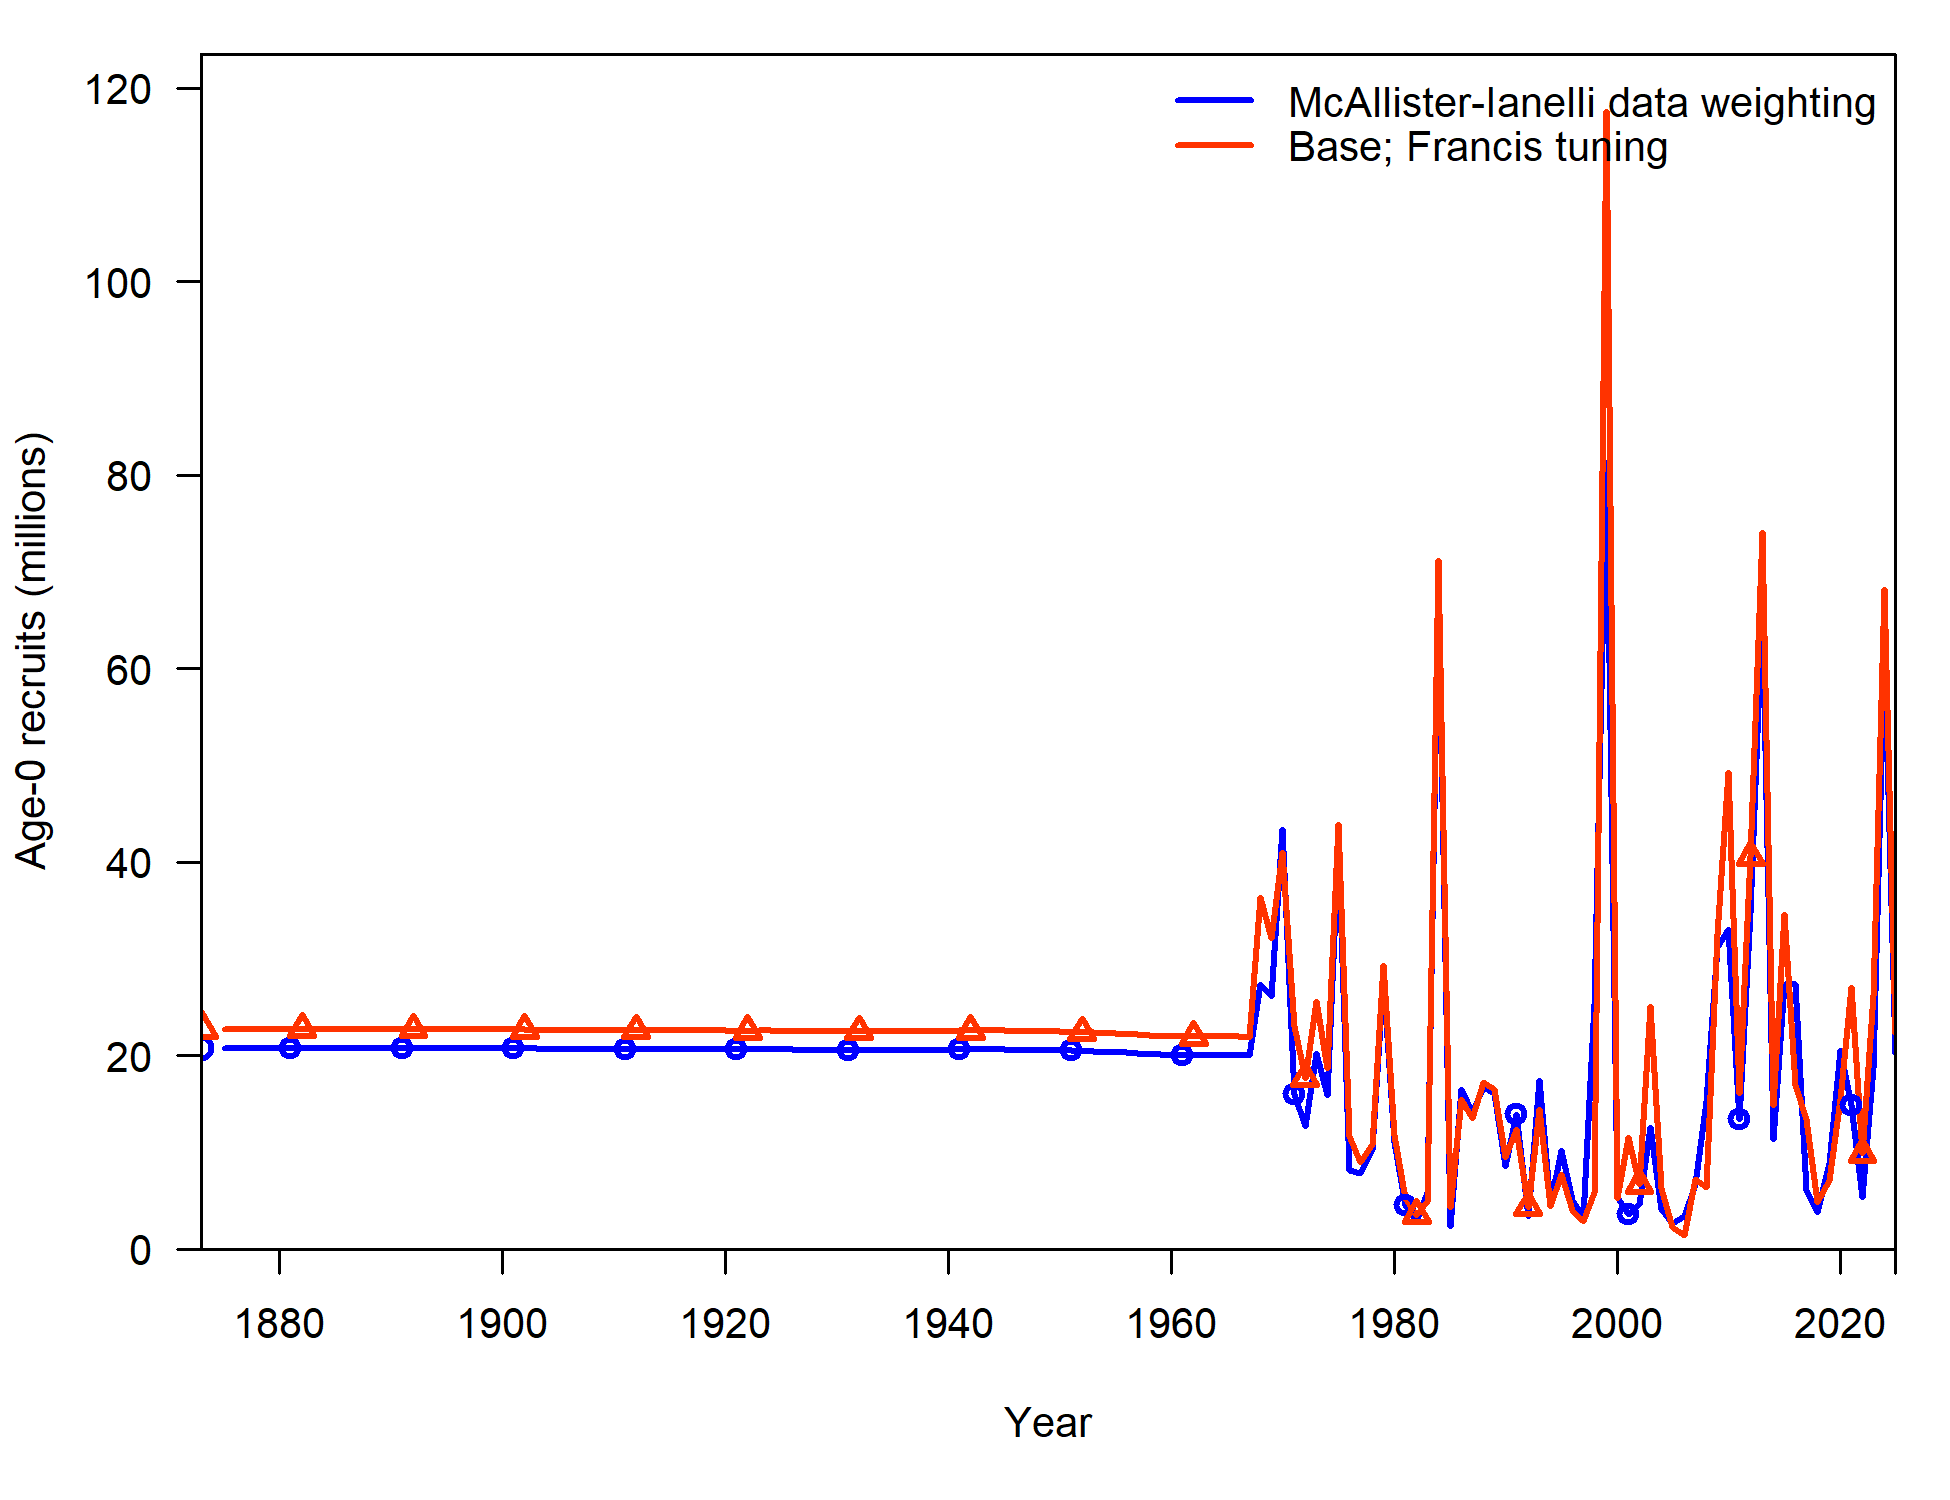 McAllister-Ianelli data weighting
Base; Francis tuning
Age-0 recruits (millions)
120
100
80
60
40
20
0
1880 1900 1920 1940 1960 1980 2000 2020
Year